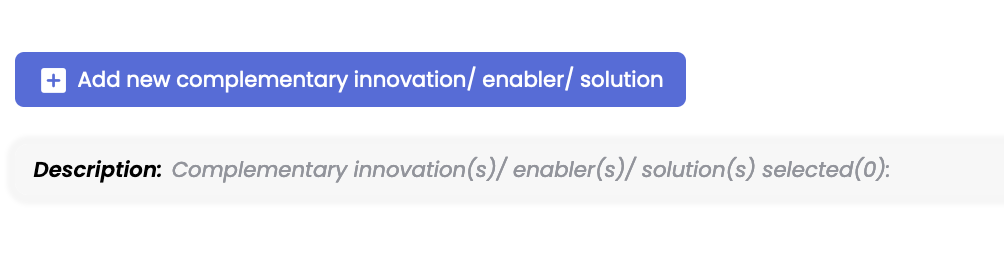 Add new complementary innovation/ enabler/ solution
Description: Complementary innovation(s)/ enabler(s)/ solution(s) selected(0):